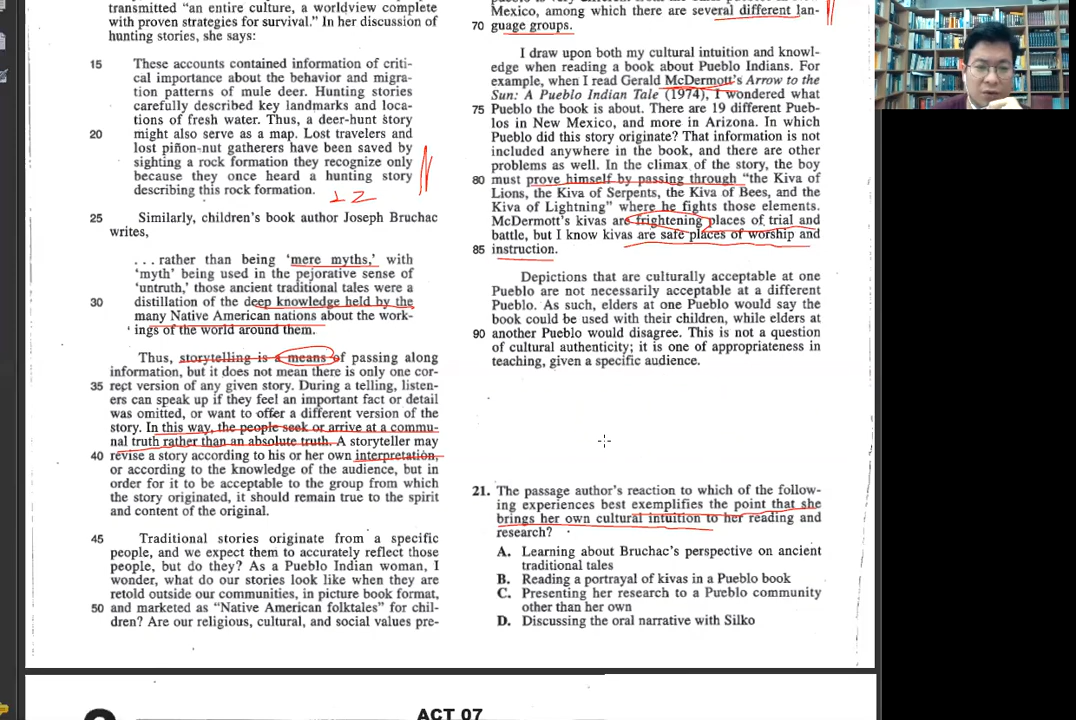 transmitted “an entire culture, a worldview complete
with proven strategies for survival.” In her discussion of
hunting stories, she says:
15 These accounts contained information of criti-
cal importance about the behavior and migra-
tion patterns of mule deer. Hunting stories
carefully described key landmarks and loca-
tions of fresh water. Thus, a deer-hunt story
20 might also serve as a map. Lost travelers and
lost piñon-nut gatherers have been saved by
sighting a rock formation they recognize only
because they once heard a hunting story
describing this rock formation.
25 Similarly, children's book author Joseph Bruchac
writes,
. . . rather than being ‘mere myths,’ with
‘myth’ being used in the pejorative sense of
‘untruth,’ those ancient traditional tales were a
30 distillation of the deep knowledge held by the
many Native American nations about the work-
ings of the world around them.
Thus, storytelling is a means of passing along
information, but it does not mean there is only one cor-
35 rect version of any given story. During a telling, listen-
ers can speak up if they feel an important fact or detail
was omitted, or want to offer a different version of the
story. In this way, the people seek or arrive at a commu-
nal truth rather than an absolute truth. A storyteller may
40 revise a story according to his or her own interpretation,
or according to the knowledge of the audience, but in
order for it to be acceptable to the group from which
the story originated, it should remain true to the spirit
and content of the original.
45 Traditional stories originate from a specific
people, and we expect them to accurately reflect those
people, but do they? As a Pueblo Indian woman, I
wonder, what do our stories look like when they are
retold outside our communities, in picture book format,
50 and marketed as “Native American folktales” for chil-
dren? Are our religious, cultural, and social values pre-
Mexico, among which there are several different lan-
70 guage groups.
I draw upon both my cultural intuition and knowl-
edge when reading a book about Pueblo Indians. For
example, when I read Gerald McDermott's Arrow to the
Sun: A Pueblo Indian Tale (1974), I wondered what
75 Pueblo the book is about. There are 19 different Pueb-
los in New Mexico, and more in Arizona. In which
Pueblo did this story originate? That information is not
included anywhere in the book, and there are other
problems as well. In the climax of the story, the boy
80 must prove himself by passing through “the Kiva of
Lions, the Kiva of Serpents, the Kiva of Bees, and the
Kiva of Lightning” where he fights those elements.
McDermott's kivas are frightening places of trial and
battle, but I know kivas are safe places of worship and
85 instruction.
Depictions that are culturally acceptable at one
Pueblo are not necessarily acceptable at a different
Pueblo. As such, elders at one Pueblo would say the
book could be used with their children, while elders at
90 another Pueblo would disagree. This is not a question
of cultural authenticity; it is one of appropriateness in
teaching, given a specific audience.
21. The passage author's reaction to which of the follow-
ing experiences best exemplifies the point that she
brings her own cultural intuition to her reading and
research?
A. Learning about Bruchac's perspective on ancient
traditional tales
B. Reading a portrayal of kivas in a Pueblo book
C. Presenting her research to a Pueblo community
other than her own
D. Discussing the oral narrative with Silko
ACT 07